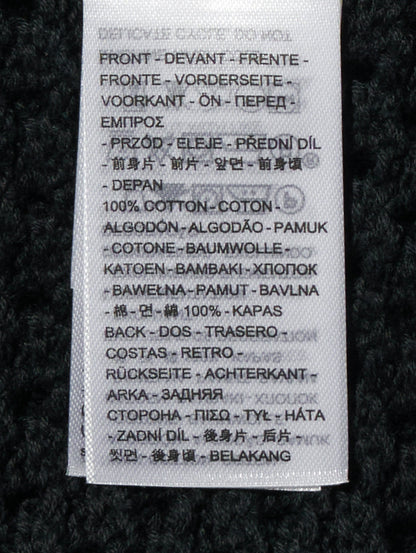 FRONT - DEVANT - FRENTE -
FRONTE - VORDERSEITE -
VOORKANT - ÖN - ПЕРЕД -
ΕΜΠΡΟΣ
- PRZÓD - ELEJE - PŘEDNÍ DÍL
- 前身片 - 前片 - 앞면 - 前身頃
- DEPAN
100% COTTON - COTON -
ALGODÓN - ALGODÃO - PAMUK
- COTONE - BAUMWOLLE -
KATOEN - BAMBAKI - ХЛОПОК
- BAWEŁNA - PAMUT - BAVLNA
- 棉 - 면 - 綿 100% - KAPAS
BACK - DOS - TRASERO -
COSTAS - RETRO -
RÜCKSEITE - ACHTERKANT -
ARKA - ЗАДНЯЯ
СТОРОНА - ΠΙΣΩ - TYŁ - HÁTA
- ZADNÍ DÍL - 後身片 - 后片 -
뒷면 - 後身頃 - BELAKANG